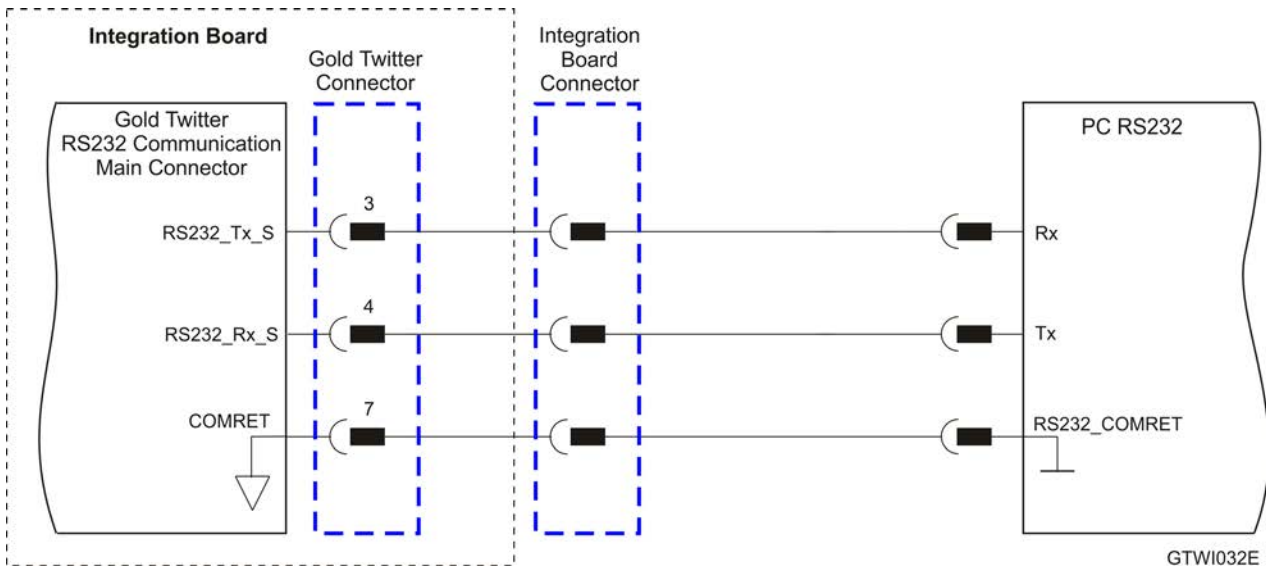 Integration Board
Gold Twitter
Connector
Integration
Board
Connector
Gold Twitter
RS232 Communication
Main Connector
PC RS232
3
RS232_Tx_S
Rx
4
RS232_Rx_S
Tx
7
COMRET
RS232_COMRET
GTWI032E